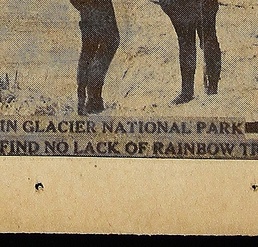 IN GLACIER NATIONAL PARK
FIND NO LACK OF RAINBOW